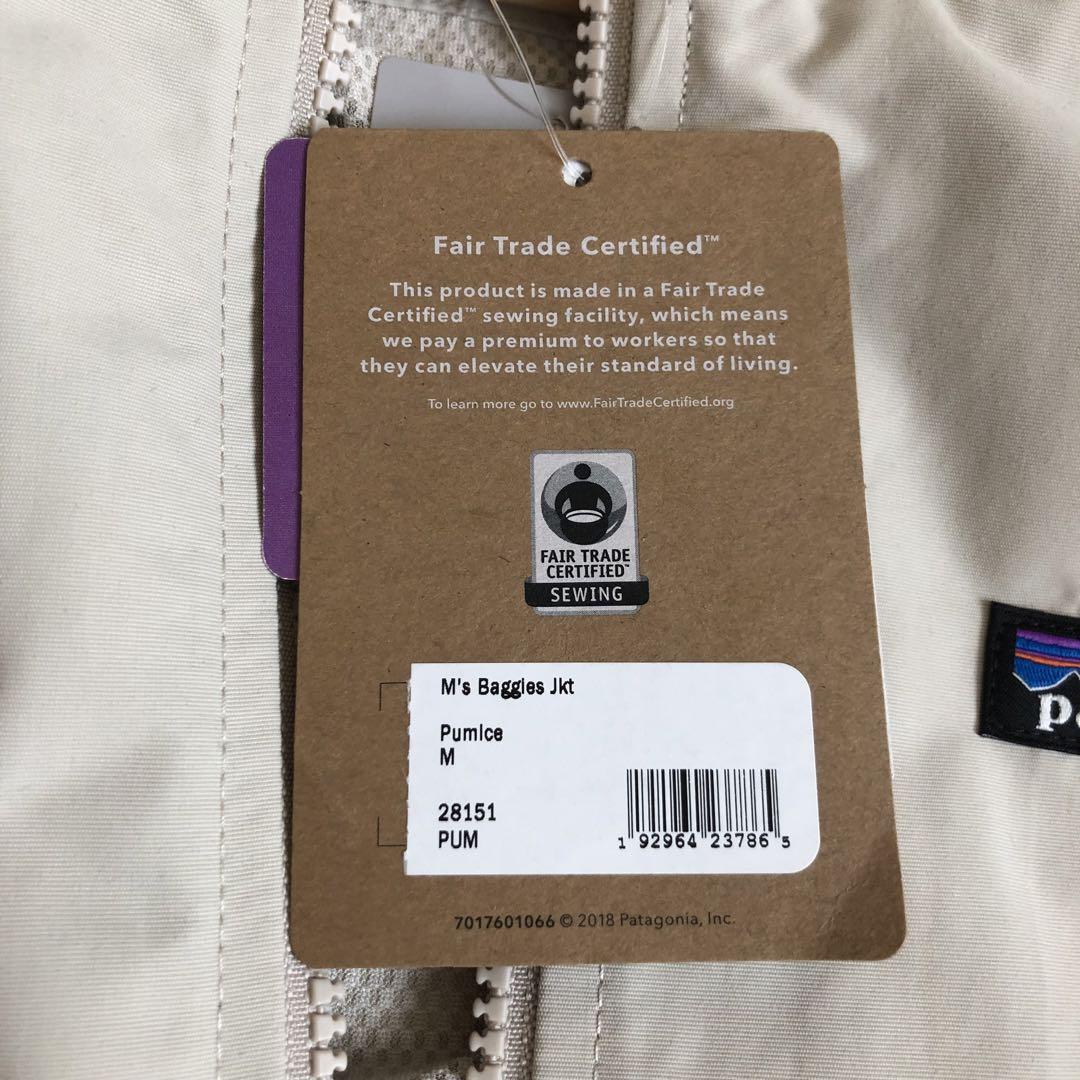 Fair Trade Certified™
This product is made in a Fair Trade
Certified™ sewing facility, which means
we pay a premium to workers so that
they can elevate their standard of living.
To learn more go to www.FairTradeCertified.org
FAIR TRADE
CERTIFIED™
SEWING
M's Baggies Jkt
Pumice
M
28151
PUM
1 92964 23786 5
7017601066 © 2018 Patagonia, Inc.